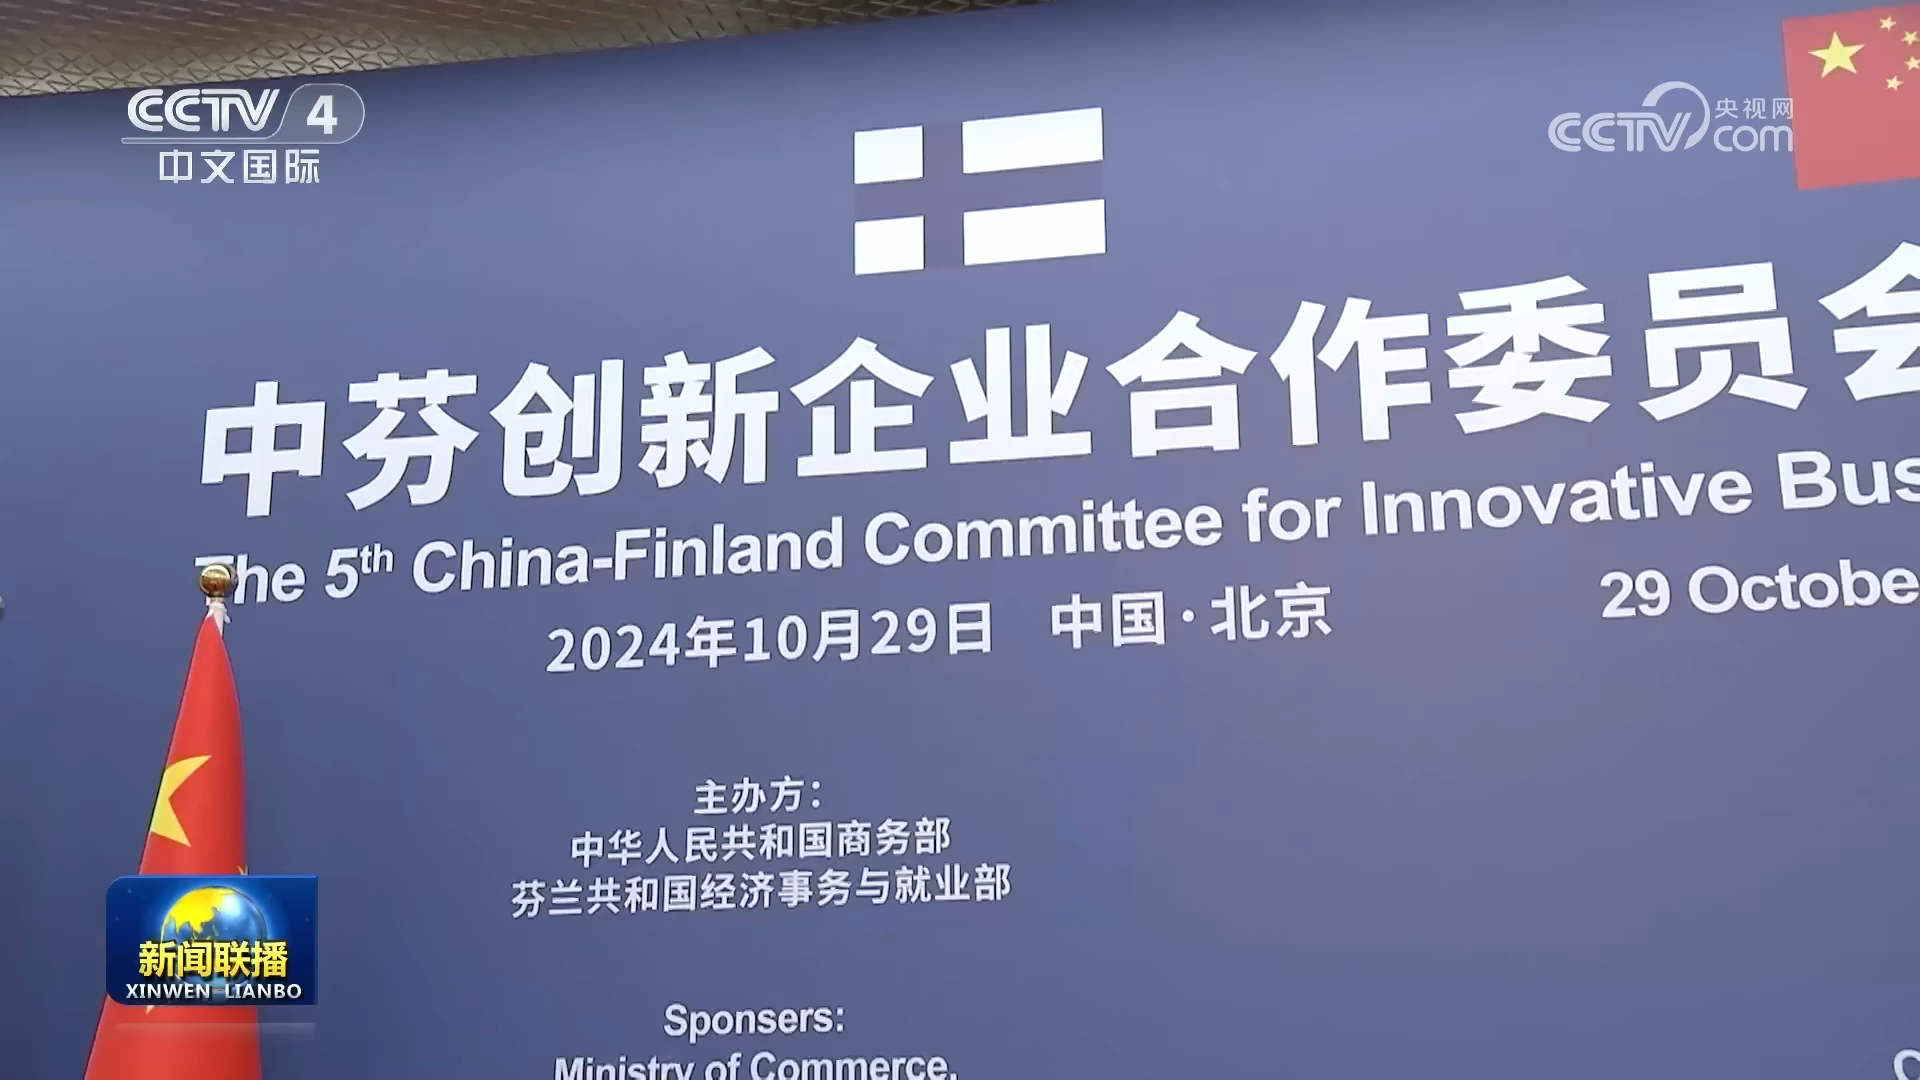 CCTV 4
中文国际
央视网
CCTV com
中芬创新企业合作委员会
The 5th China-Finland Committee for Innovative Bus
2024年10月29日 中国·北京
29 Octobe
主办方：
中华人民共和国商务部
芬兰共和国经济事务与就业部
新闻联播
XINWEN LIANBO
Sponsers:
Ministry of Commerce,